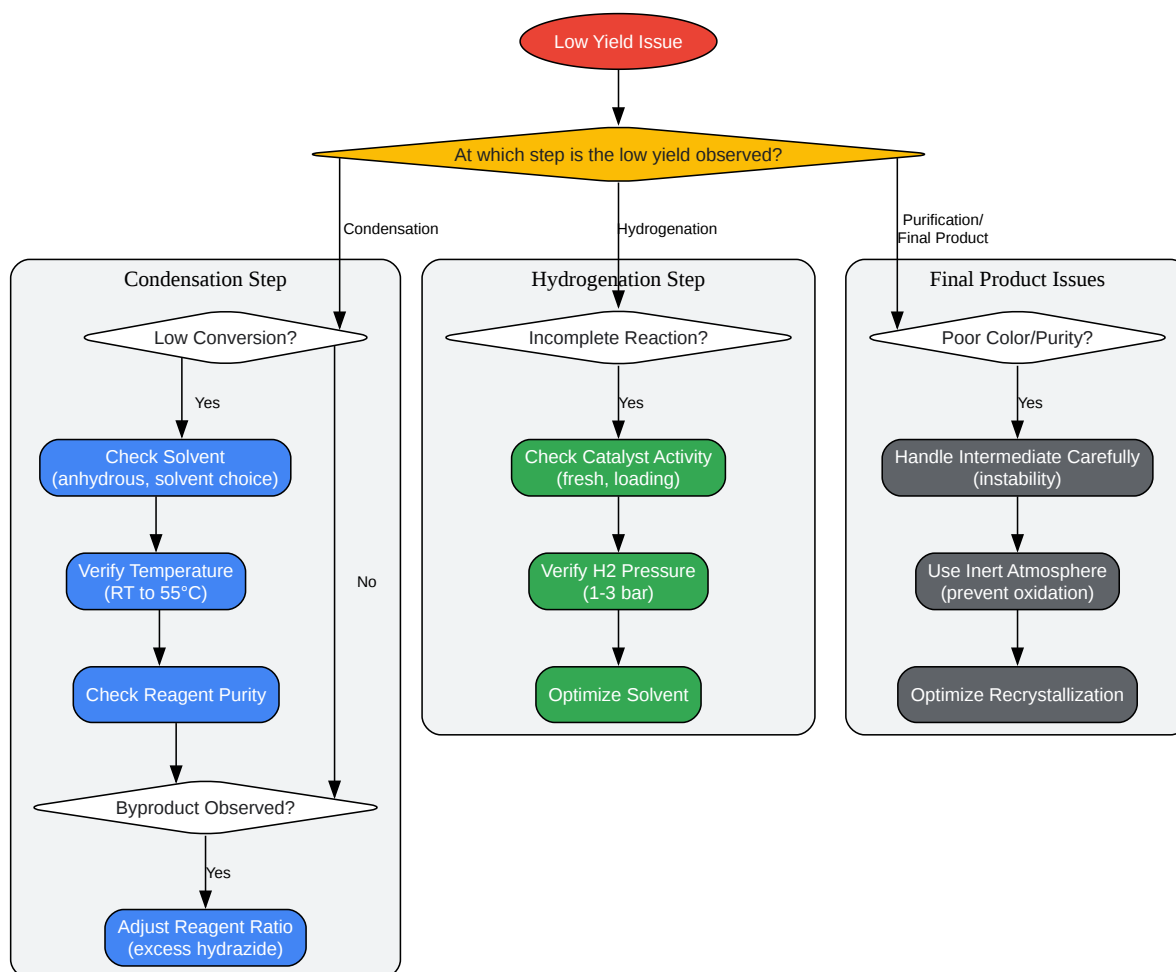 Low Yield Issue
At which step is the low yield observed?
Condensation
Hydrogenation
Purification/
Final Product
Condensation Step
Low Conversion?
Yes
Check Solvent
(anhydrous, solvent choice)
Verify Temperature
(RT to 55°C)
No
Check Reagent Purity
Byproduct Observed?
Yes
Adjust Reagent Ratio
(excess hydrazide)
Hydrogenation Step
Incomplete Reaction?
Yes
Check Catalyst Activity
(fresh, loading)
Verify H2 Pressure
(1-3 bar)
Optimize Solvent
Final Product Issues
Poor Color/Purity?
Yes
Handle Intermediate Carefully
(instability)
Use Inert Atmosphere
(prevent oxidation)
Optimize Recrystallization